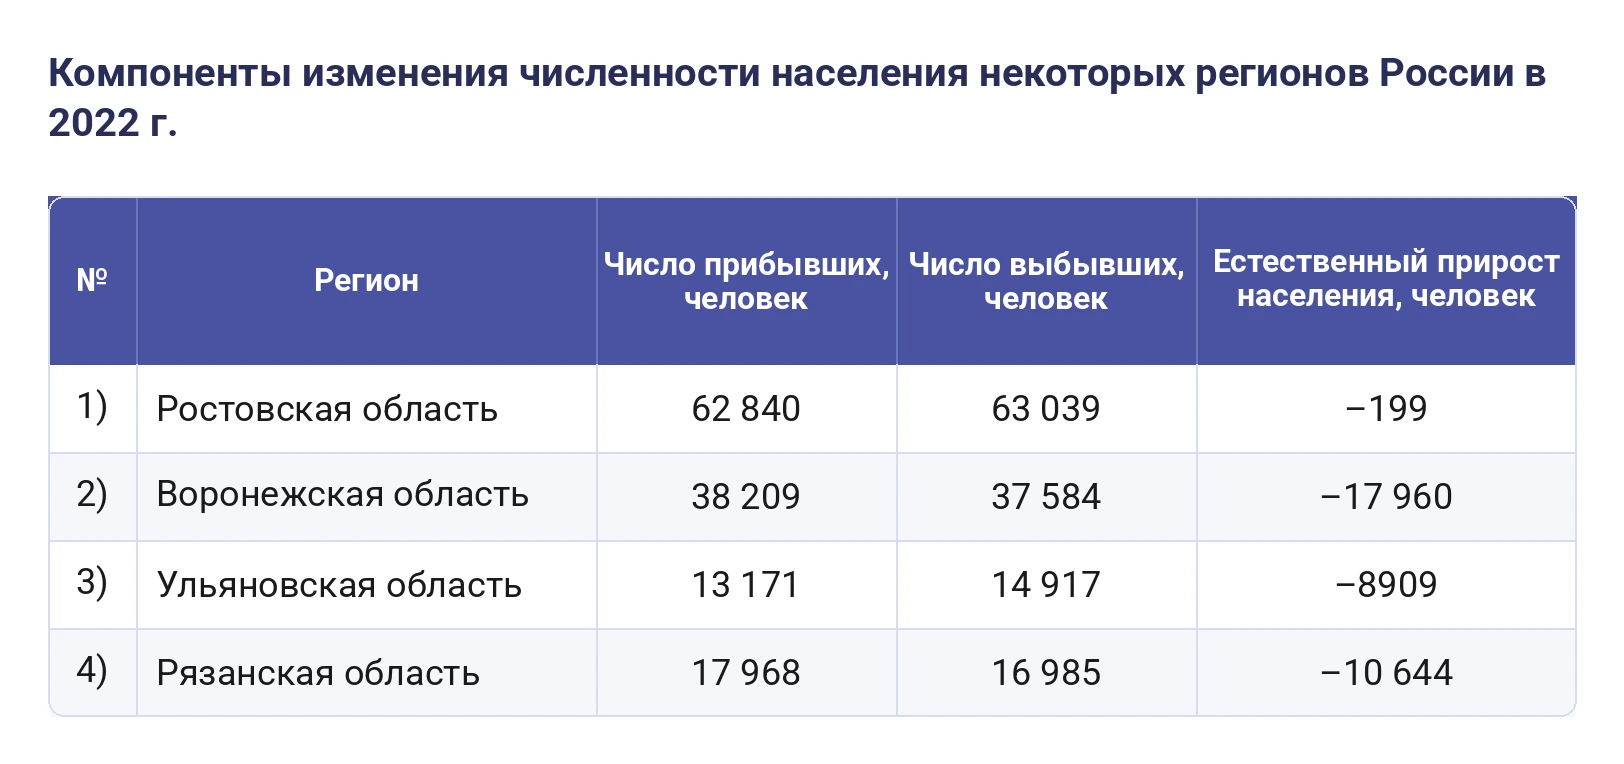 Компоненты изменения численности населения некоторых регионов России в
2022 г.
№ Регион Число прибывших, человек Число выбывших, человек Естественный прирост населения, человек
1) Ростовская область 62 840 63 039 –199
2) Воронежская область 38 209 37 584 –17 960
3) Ульяновская область 13 171 14 917 –8909
4) Рязанская область 17 968 16 985 –10 644